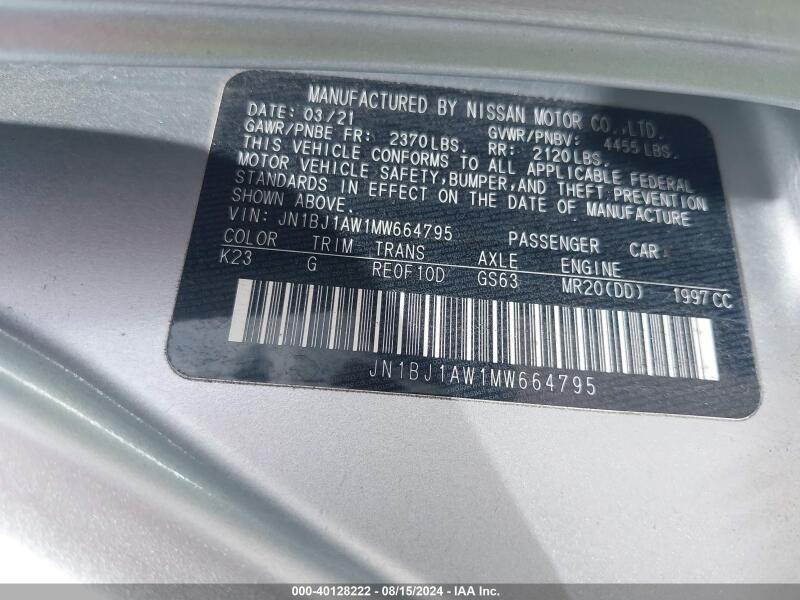 MANUFACTURED BY NISSAN MOTOR CO.,LTD.
DATE: 03/21
GAWR/PNBE FR: 2370LBS. GVWR/PNBV: 4455 LBS.
RR: 2120LBS.
THIS VEHICLE CONFORMS TO ALL APPLICABLE FEDERAL
MOTOR VEHICLE SAFETY,BUMPER,AND THEFT PREVENTION
STANDARDS IN EFFECT ON THE DATE OF MANUFACTURE
SHOWN ABOVE.
VIN: JN1BJ1AW1MW664795 PASSENGER CAR
COLOR TRIM TRANS AXLE ENGINE
K23 G RE0F10D GS63 MR20(DD) 1997CC
JN1BJ1AW1MW664795
000-40128222 - 08/15/2024 - IAA Inc.